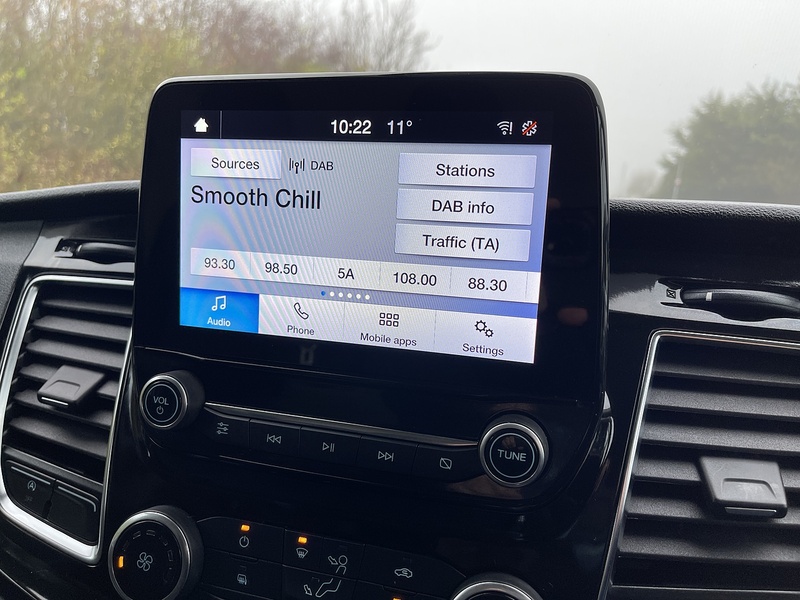 10:22 11°
Sources DAB
Stations
Smooth Chill
DAB info
Traffic (TA)
93.30 98.50 5A 108.00 88.30
Audio Phone Mobile apps Settings
VOL
TUNE
A